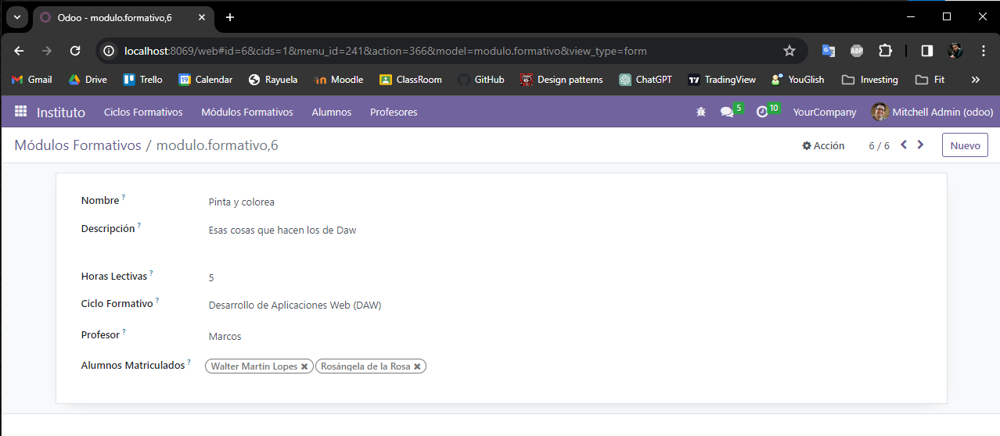 Odoo - modulo.formativo,6
localhost:8069/web#id=6&cids=1&menu_id=241&action=366&model=modulo.formativo&view_type=form
ABP
Gmail Drive Trello Calendar Rayuela Moodle ClassRoom GitHub Design patterns ChatGPT TradingView YouGlish Investing Fit »
Instituto Ciclos Formativos Módulos Formativos Alumnos Profesores 5 10 YourCompany Mitchell Admin (odoo)
Módulos Formativos / modulo.formativo,6 Acción 6 / 6 Nuevo
Nombre ? Pinta y colorea
Descripción ? Esas cosas que hacen los de Daw
Horas Lectivas ? 5
Ciclo Formativo ? Desarrollo de Aplicaciones Web (DAW)
Profesor ? Marcos
Alumnos Matriculados ? Walter Martin Lopes Rosángela de la Rosa